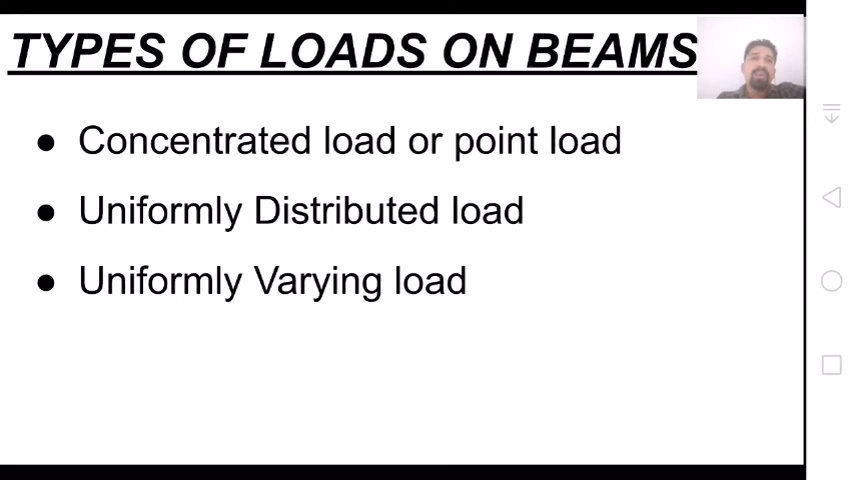 TYPES OF LOADS ON BEAMS
● Concentrated load or point load
● Uniformly Distributed load
● Uniformly Varying load